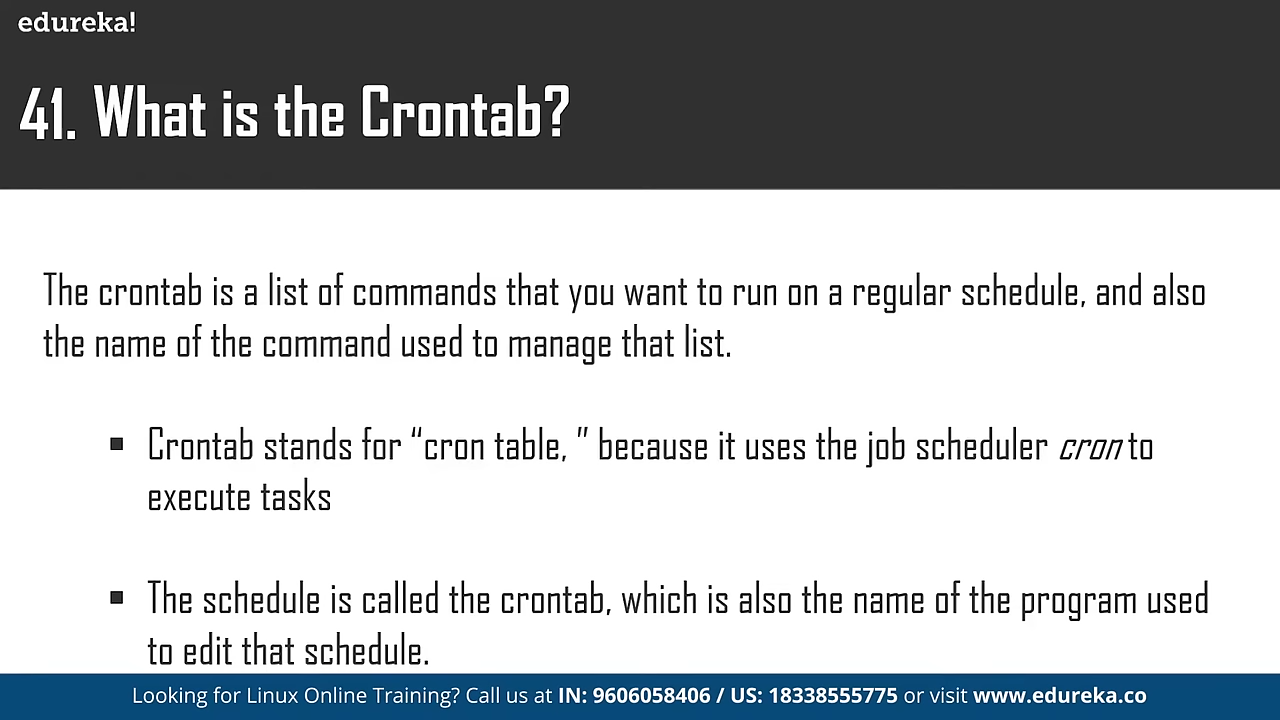 edureka!
41. What is the Crontab?
The crontab is a list of commands that you want to run on a regular schedule, and also
the name of the command used to manage that list.
▪ Crontab stands for “cron table, ” because it uses the job scheduler cron to
execute tasks
▪ The schedule is called the crontab, which is also the name of the program used
to edit that schedule.
Looking for Linux Online Training? Call us at IN: 9606058406 / US: 18338555775 or visit www.edureka.co